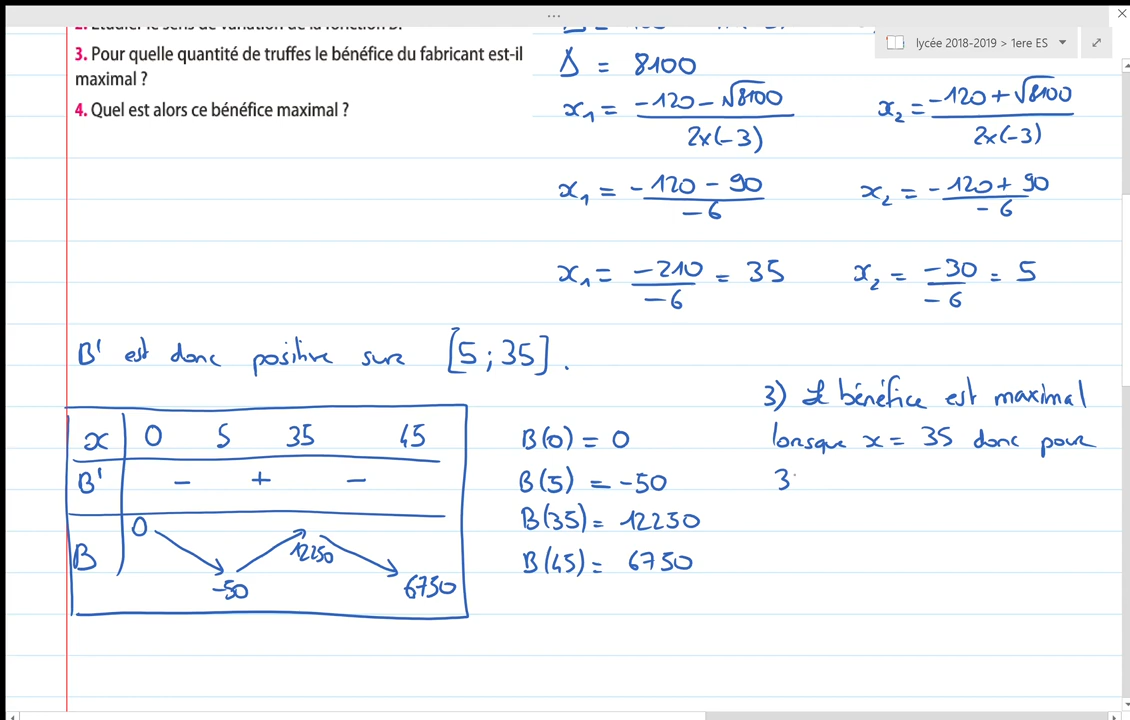 lycée 2018-2019 > 1ere ES
3. Pour quelle quantité de truffes le bénéfice du fabricant est-il
maximal ?
4. Quel est alors ce bénéfice maximal ?
Δ = 8100
x₁ = (-120 - √8100) / (2×(-3))
x₂ = (-120 + √8100) / (2×(-3))
x₁ = (-120 - 90) / (-6)
x₂ = (-120 + 90) / (-6)
x₁ = -210 / -6 = 35
x₂ = -30 / -6 = 5
B' est donc positive sur [5 ; 35].
x 0 5 35 45
B' - + -
B 0 -50 12250 6750
B(0) = 0
B(5) = -50
B(35) = 12250
B(45) = 6750
3) Le bénéfice est maximal
lorsque x = 35 donc pour
3